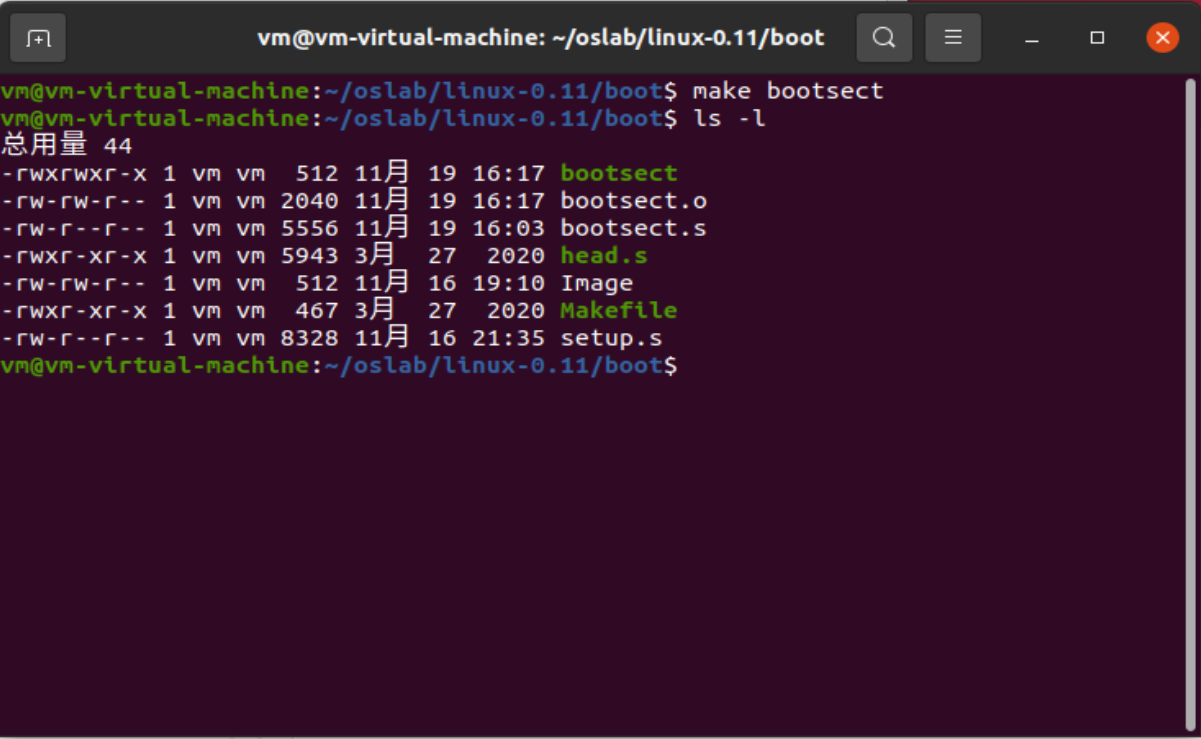 vm@vm-virtual-machine: ~/oslab/linux-0.11/boot
vm@vm-virtual-machine:~/oslab/linux-0.11/boot$ make bootsect
vm@vm-virtual-machine:~/oslab/linux-0.11/boot$ ls -l
总用量 44
-rwxrwxr-x 1 vm vm  512 11月 19 16:17 bootsect
-rw-rw-r-- 1 vm vm 2040 11月 19 16:17 bootsect.o
-rw-r--r-- 1 vm vm 5556 11月 19 16:03 bootsect.s
-rwxr-xr-x 1 vm vm 5943 3月  27  2020 head.s
-rw-rw-r-- 1 vm vm  512 11月 16 19:10 Image
-rwxr-xr-x 1 vm vm  467 3月  27  2020 Makefile
-rw-r--r-- 1 vm vm 8328 11月 16 21:35 setup.s
vm@vm-virtual-machine:~/oslab/linux-0.11/boot$